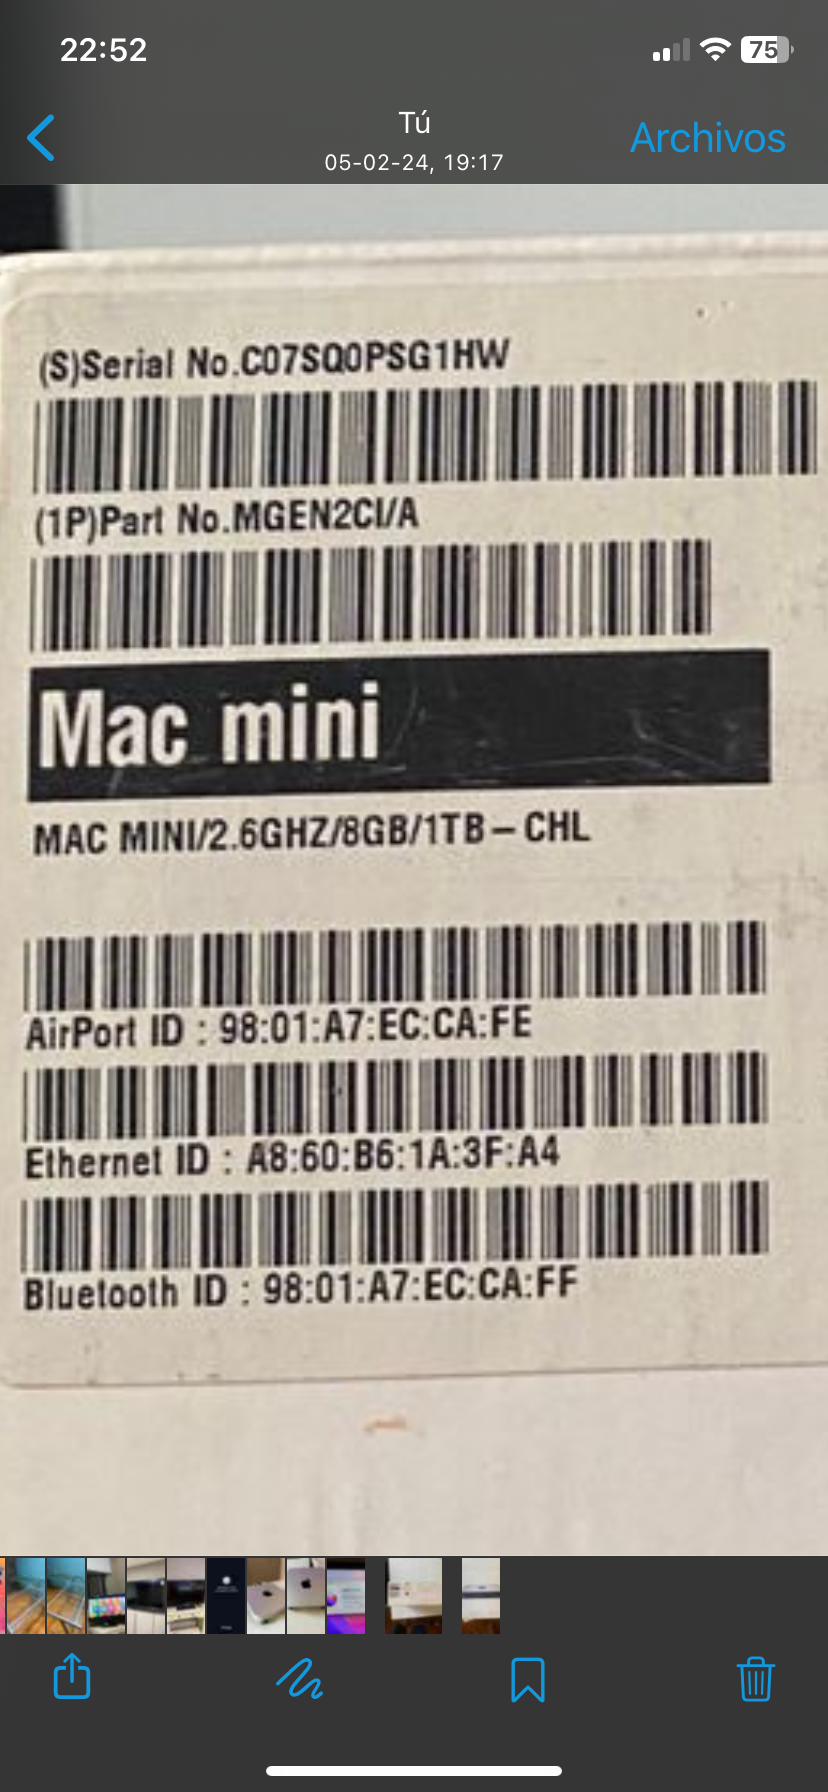 22:52
75
Tú
05-02-24, 19:17
Archivos
(S)Serial No.C07SQ0PSG1HW
(1P)Part No.MGEN2CI/A
Mac mini
MAC MINI/2.6GHZ/8GB/1TB – CHL
AirPort ID : 98:01:A7:EC:CA:FE
Ethernet ID : A8:60:B6:1A:3F:A4
Bluetooth ID : 98:01:A7:EC:CA:FF